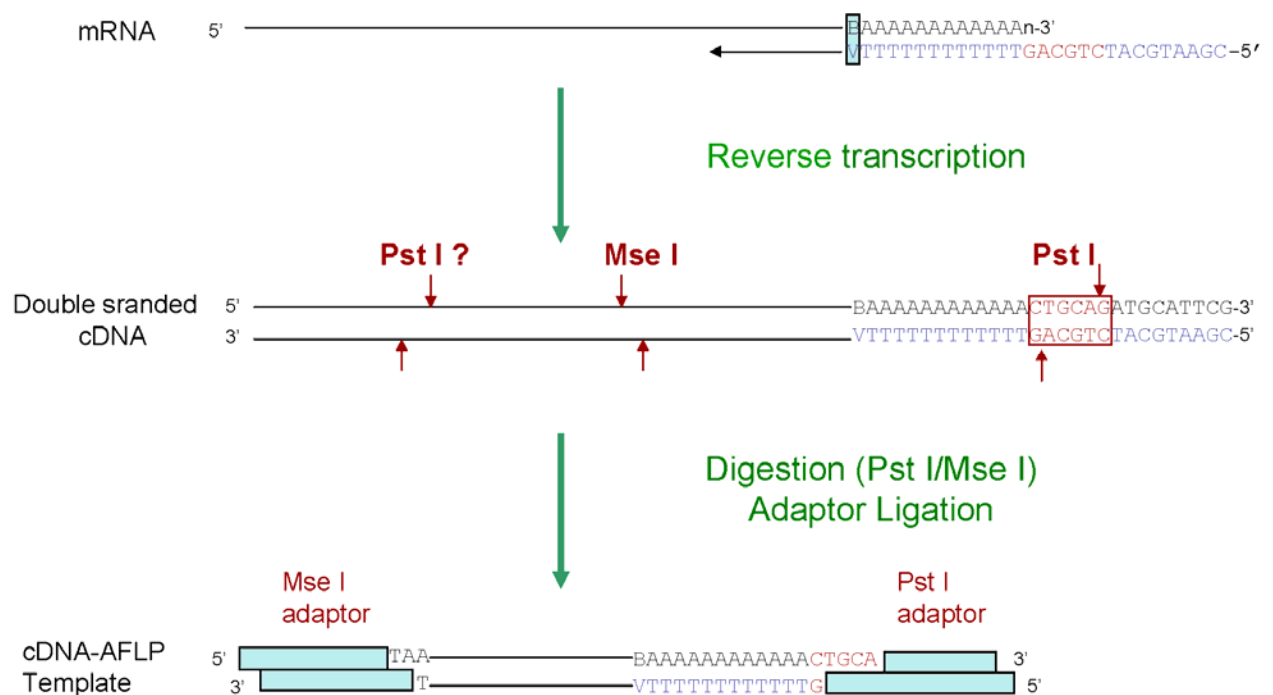 mRNA 5' BAAAAAAAAAAAAn-3'
VTTTTTTTTTTTTGACGTCTACGTAAGC-5'
Reverse transcription
Pst I ? Mse I Pst I
Double sranded 5' BAAAAAAAAAAAACTGCAGATGCATTCG-3'
cDNA 3' VTTTTTTTTTTTTGACGTCTACGTAAGC-5'
Digestion (Pst I/Mse I)
Adaptor Ligation
Mse I Pst I
adaptor adaptor
cDNA-AFLP 5' TAA BAAAAAAAAAAAACTGCA 3'
Template 3' T VTTTTTTTTTTTTG 5'